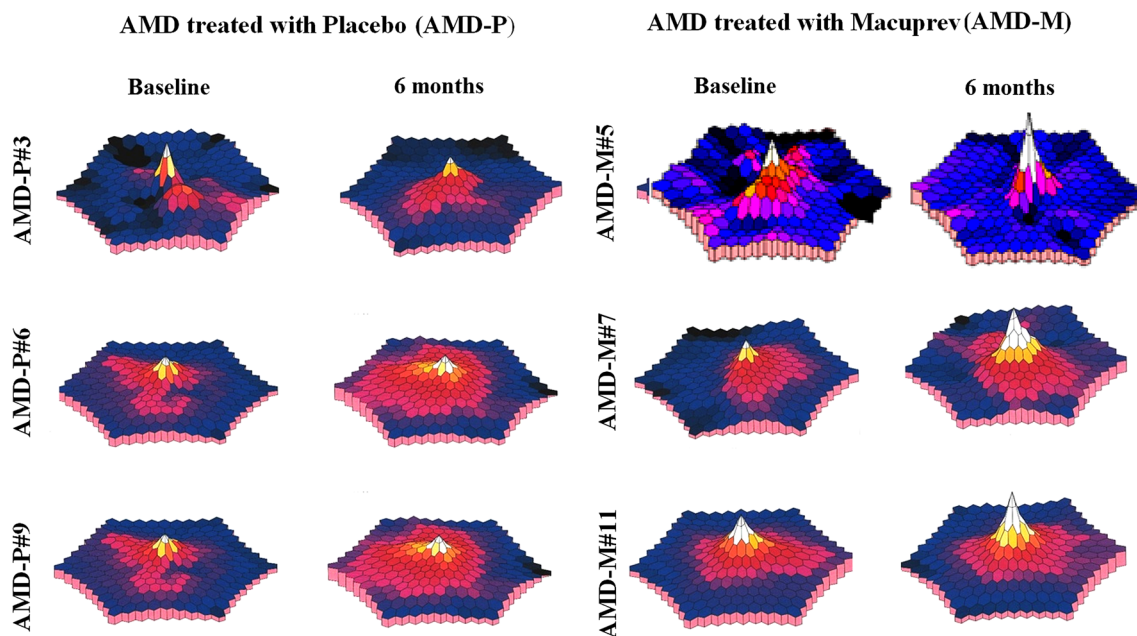 AMD treated with Placebo (AMD-P)
AMD treated with Macuprev (AMD-M)
Baseline
6 months
Baseline
6 months
AMD-P#3
AMD-M#5
AMD-P#6
AMD-M#7
AMD-P#9
AMD-M#11